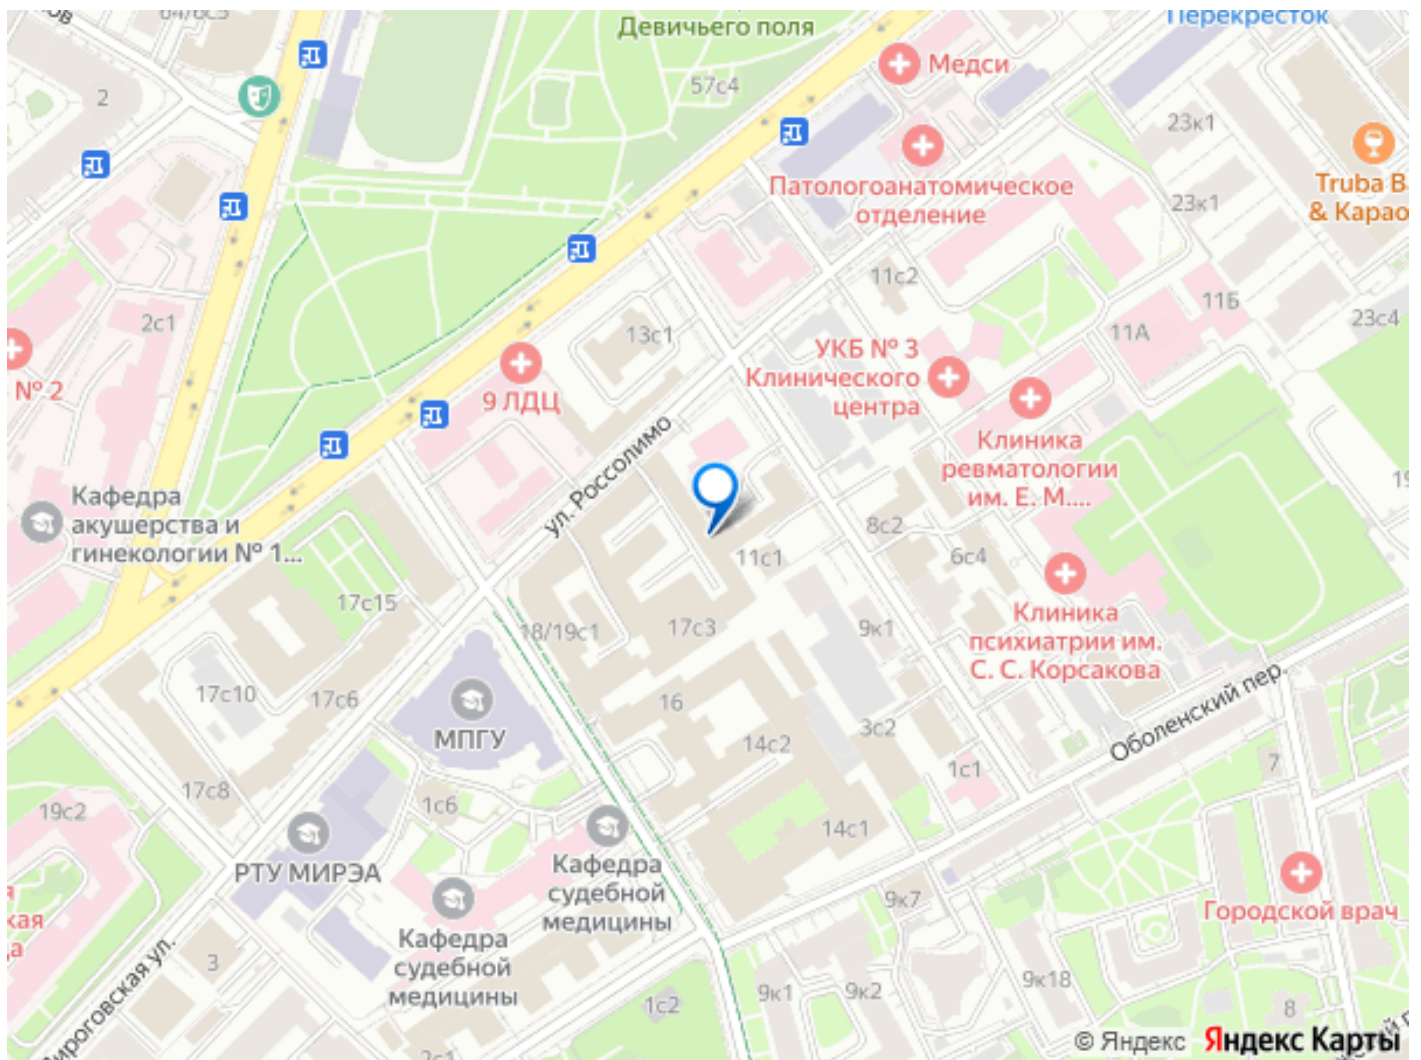 64/6с3
Девичьего поля
Перекресток
Медси
57с4
2
23к1
Патологоанатомическое
отделение
Truba B
& Карао
23к1
11с2
11Б
2с1
13с1
11А
23с4
№ 2
9 ЛДЦ
УКБ № 3
Клинического
центра
Клиника
ревматологии
им. Е. М....
ул. Россолимо
Кафедра
акушерства и
гинекологии № 1...
8с2
6с4
11с1
17с15
18/19с1
17с3
9к1
Клиника
психиатрии им.
С. С. Корсакова
17с10
17с6
16
МПГУ
14с2
3с2
Оболенский пер.
1с1
7
17с8
1с6
19с2
14с1
РТУ МИРЭА
Кафедра
судебной
медицины
9к7
Городской врач
Кафедра
судебной
медицины
3
9к18
9к1
9к2
1с2
8
2с1
© Яндекс Яндекс Карты